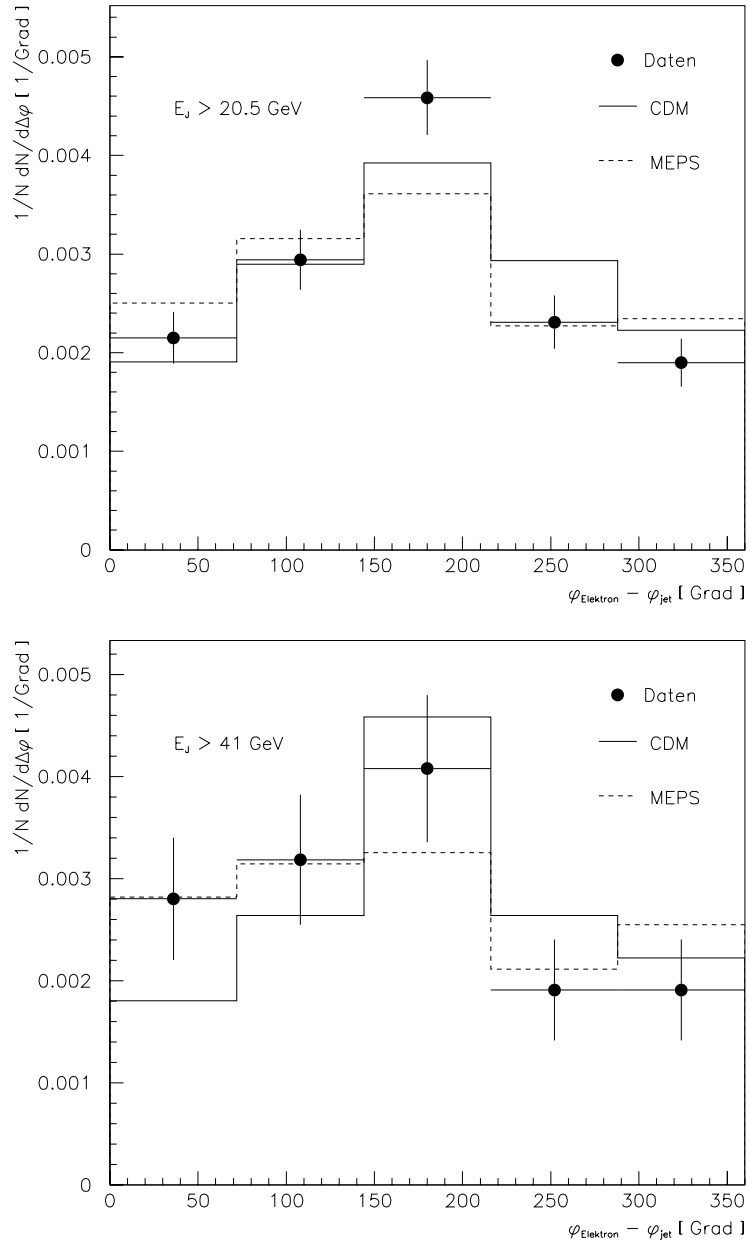 1/N dN/dΔφ [ 1/Grad ]
0.005
0.004
0.003
0.002
0.001
0
E_J > 20.5 GeV
Daten
CDM
MEPS
0 50 100 150 200 250 300 350
φ_Elektron − φ_jet [ Grad ]
1/N dN/dΔφ [ 1/Grad ]
0.005
0.004
0.003
0.002
0.001
0
E_J > 41 GeV
Daten
CDM
MEPS
0 50 100 150 200 250 300 350
φ_Elektron − φ_jet [ Grad ]